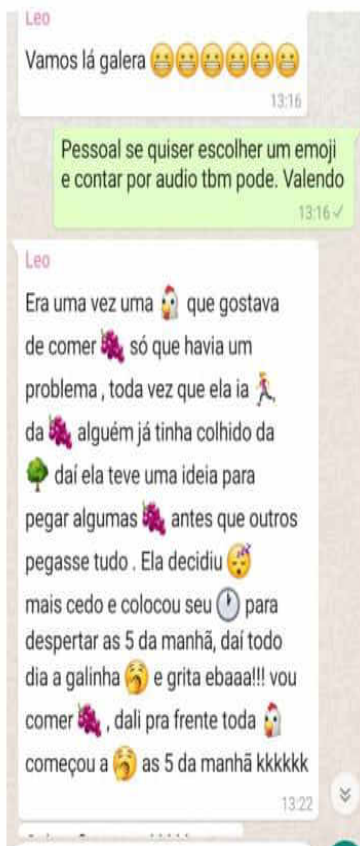 Leo
Vamos lá galera 😬😬😬😬😬😬
13:16
Pessoal se quiser escolher um emoji
e contar por audio tbm pode. Valendo
13:16 ✓
Leo
Era uma vez uma 🐔 que gostava
de comer 🍇 só que havia um
problema , toda vez que ela ia 🏃‍♀️
da 🍇 alguém já tinha colhido da
🌳 daí ela teve uma ideia para
pegar algumas 🍇 antes que outros
pegasse tudo . Ela decidiu 😴
mais cedo e colocou seu 🕐 para
despertar as 5 da manhã, daí todo
dia a galinha 🥱 e grita ebaaa!!! vou
comer 🍇 , dali pra frente toda 🐔
começou a 🥱 as 5 da manhã kkkkkk
13:22